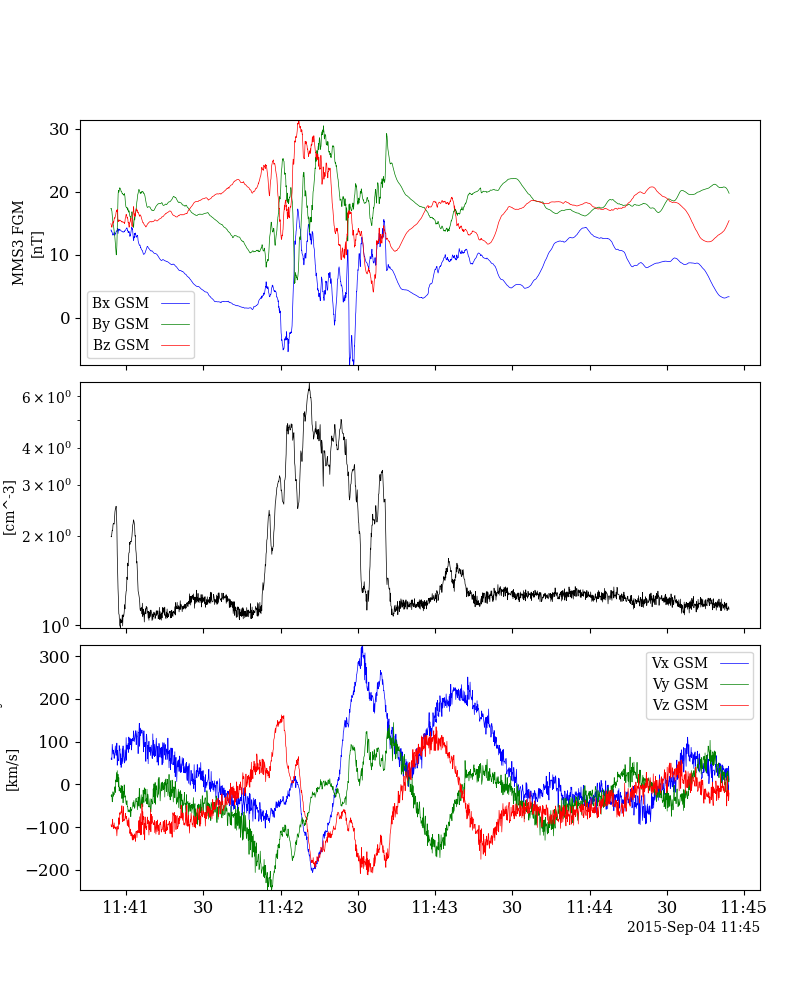 MMS3 FGM
[nT]
30
20
10
0
Bx GSM
By GSM
Bz GSM
[cm^-3]
6 × 10⁰
4 × 10⁰
3 × 10⁰
2 × 10⁰
10⁰
[km/s]
300
200
100
0
−100
−200
Vx GSM
Vy GSM
Vz GSM
11:41 30 11:42 30 11:43 30 11:44 30 11:45
2015-Sep-04 11:45